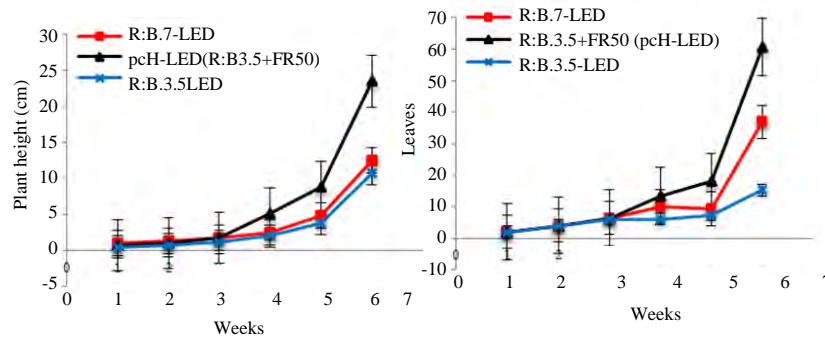 R:B.7-LED
pcH-LED(R:B3.5+FR50)
R:B.3.5LED
30
25
20
15
10
5
0
-5
Plant height (cm)
0
0 1 2 3 4 5 6 7
Weeks
R:B.7-LED
R:B.3.5+FR50 (pcH-LED)
R:B.3.5-LED
70
60
50
40
30
20
10
0
-10
Leaves
0
0 1 2 3 4 5 6 7
Weeks